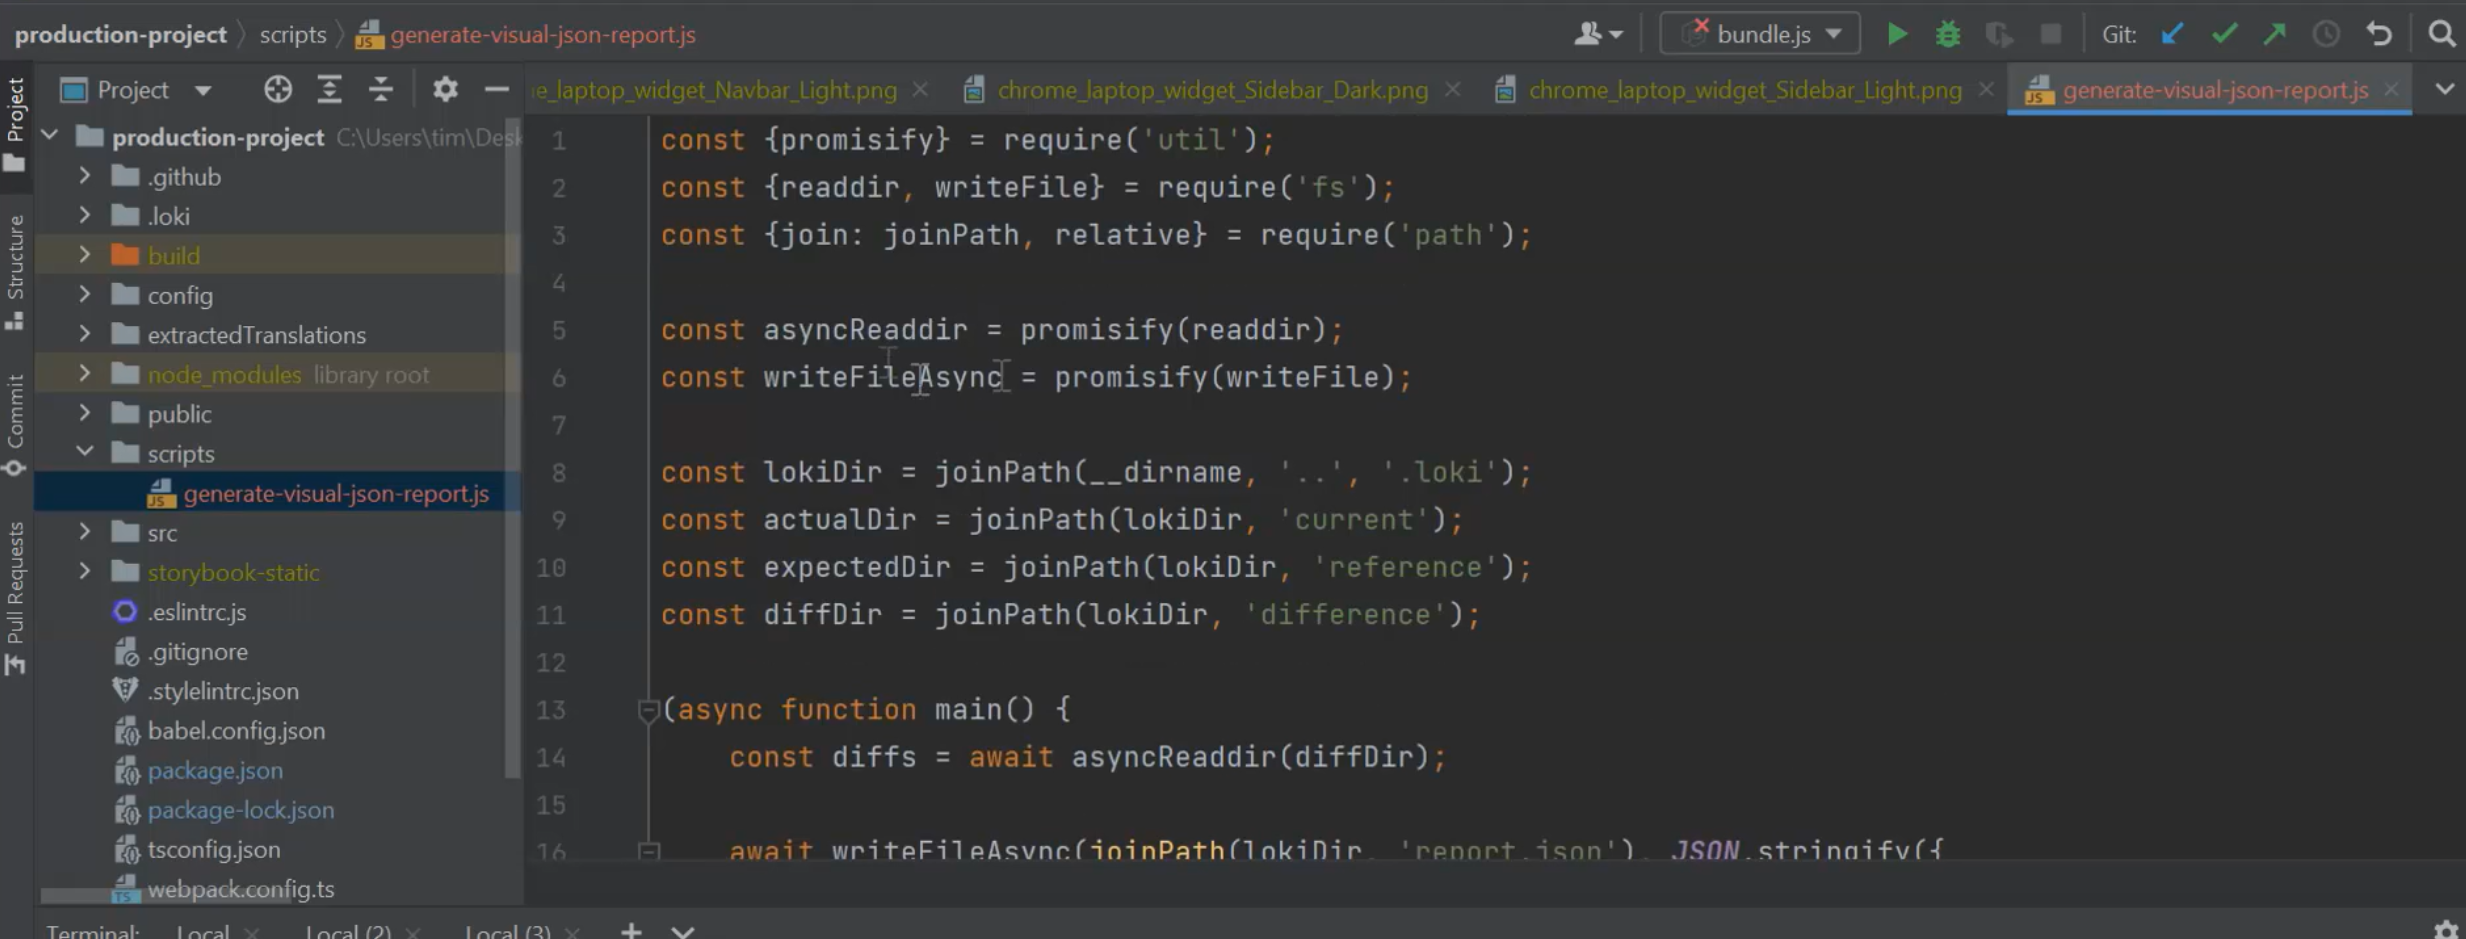 production-project scripts generate-visual-json-report.js bundle.js Git:
Project e_laptop_widget_Navbar_Light.png chrome_laptop_widget_Sidebar_Dark.png chrome_laptop_widget_Sidebar_Light.png generate-visual-json-report.js
Project
Structure
Commit
Pull Requests
production-project C:\Users\tim\Desk
.github
.loki
build
config
extractedTranslations
node_modules library root
public
scripts
generate-visual-json-report.js
src
storybook-static
.eslintrc.js
.gitignore
.stylelintrc.json
babel.config.json
package.json
package-lock.json
tsconfig.json
webpack.config.ts
1 const {promisify} = require('util');
2 const {readdir, writeFile} = require('fs');
3 const {join: joinPath, relative} = require('path');
4
5 const asyncReaddir = promisify(readdir);
6 const writeFileAsync = promisify(writeFile);
7
8 const lokiDir = joinPath(__dirname, '..', '.loki');
9 const actualDir = joinPath(lokiDir, 'current');
10 const expectedDir = joinPath(lokiDir, 'reference');
11 const diffDir = joinPath(lokiDir, 'difference');
12
13 (async function main() {
14 const diffs = await asyncReaddir(diffDir);
15
16 await writeFileAsync(joinPath(lokiDir, 'report.json'), JSON.stringify({
Terminal: Local Local (2) Local (3)